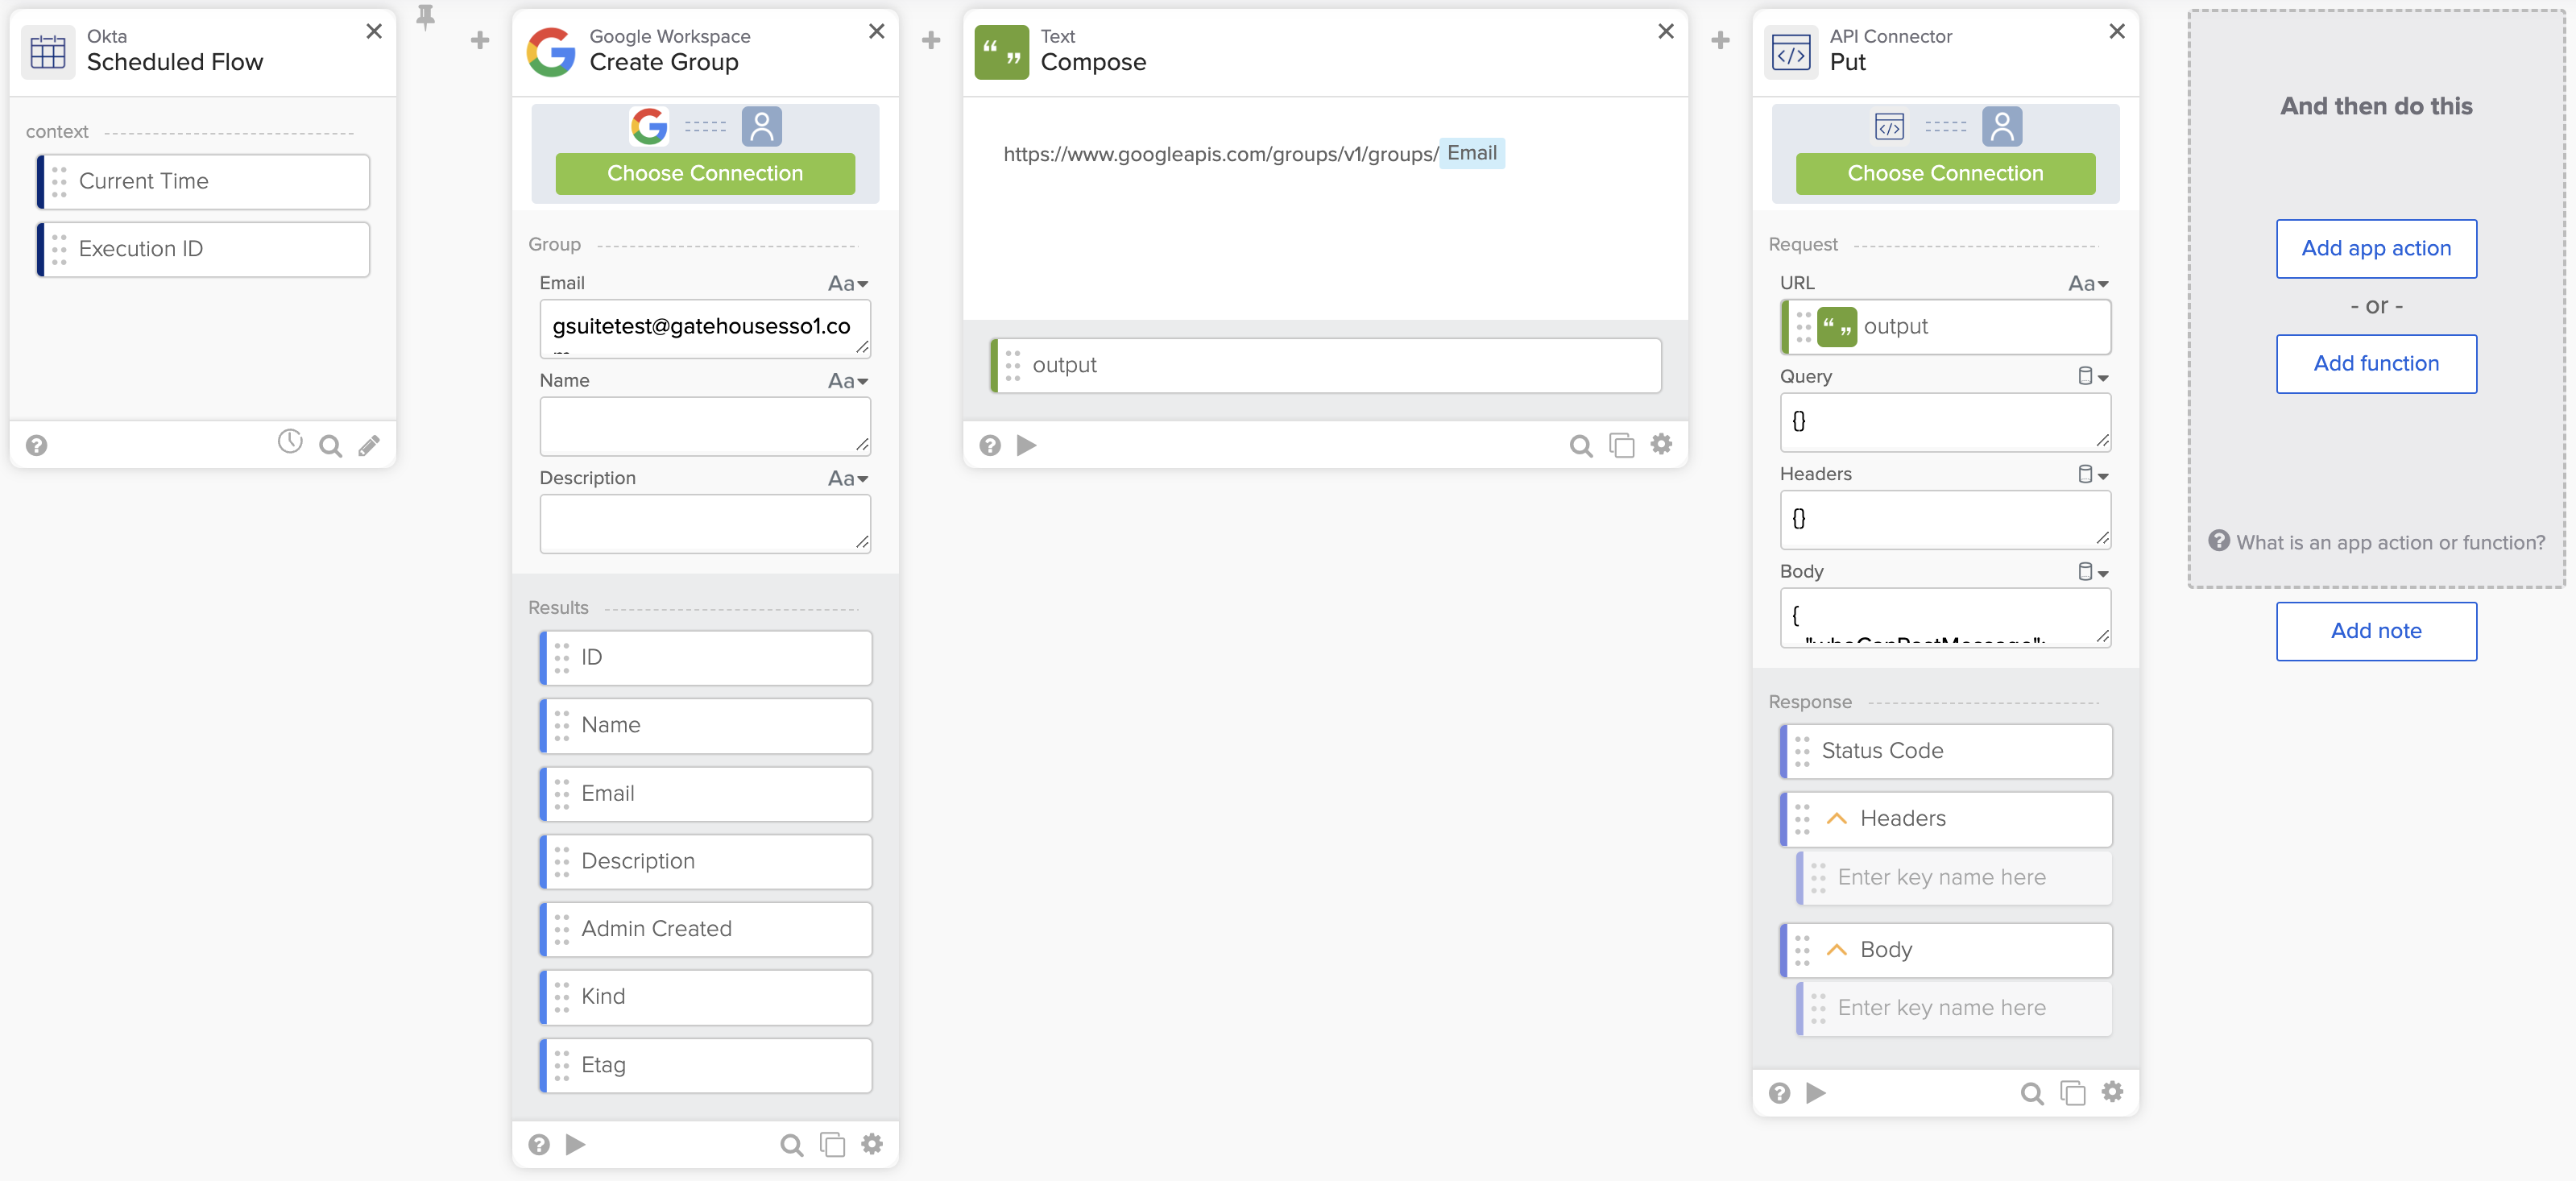 Okta
Scheduled Flow
context
Current Time
Execution ID
Google Workspace
Create Group
Choose Connection
Group
Email
Aa
gsuitetest@gatehousesso1.co
Name
Aa
Description
Aa
Results
ID
Name
Email
Description
Admin Created
Kind
Etag
Text
Compose
https://www.googleapis.com/groups/v1/groups/ Email
output
API Connector
Put
Choose Connection
Request
URL
Aa
output
Query
{}
Headers
{}
Body
{
Response
Status Code
Headers
Enter key name here
Body
Enter key name here
And then do this
Add app action
- or -
Add function
What is an app action or function?
Add note